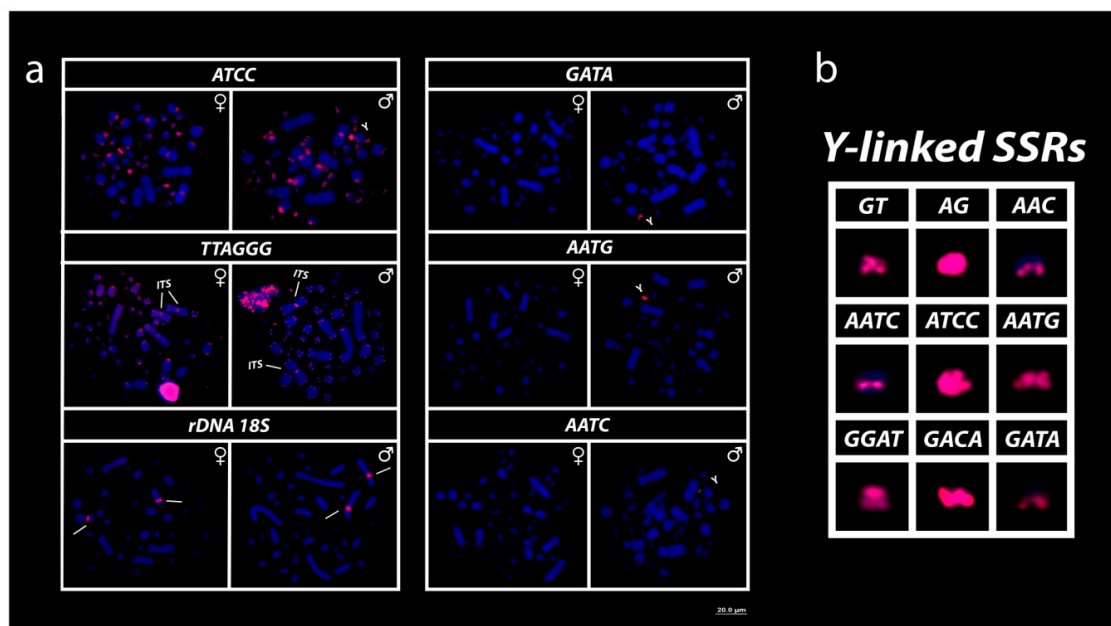 a
ATCC
♀
♂
Y
TTAGGG
♀
♂
ITS
ITS
ITS
rDNA 18S
♀
♂
GATA
♀
♂
Y
AATG
♀
♂
Y
AATC
♀
♂
Y
20.0 µm
b
Y-linked SSRs
GT AG AAC
AATC ATCC AATG
GGAT GACA GATA